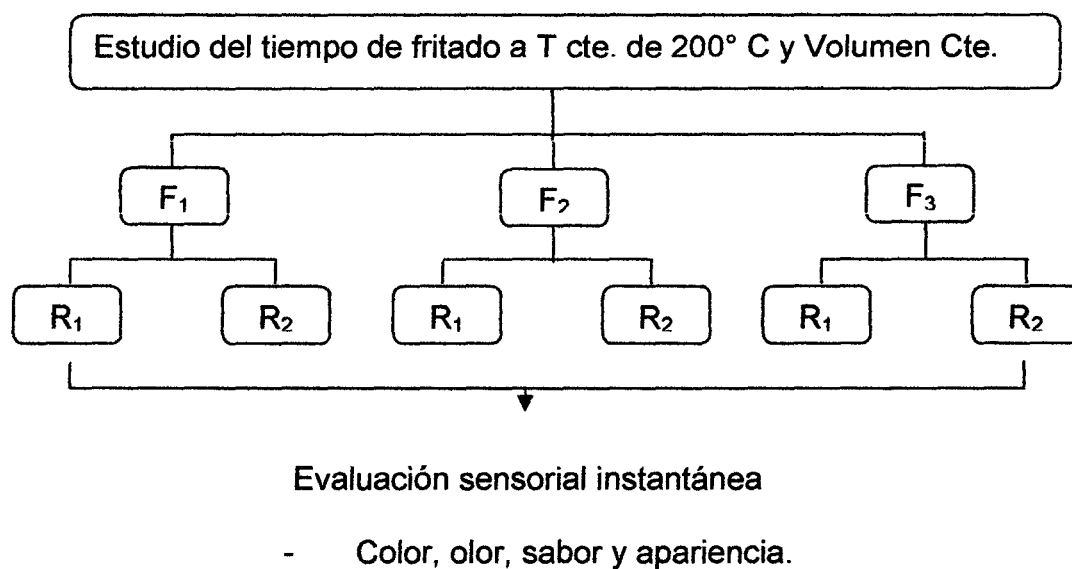 Estudio del tiempo de fritado a T cte. de 200° C y Volumen Cte.
F₁ F₂ F₃
R₁ R₂ R₁ R₂ R₁ R₂
Evaluación sensorial instantánea
- Color, olor, sabor y apariencia.